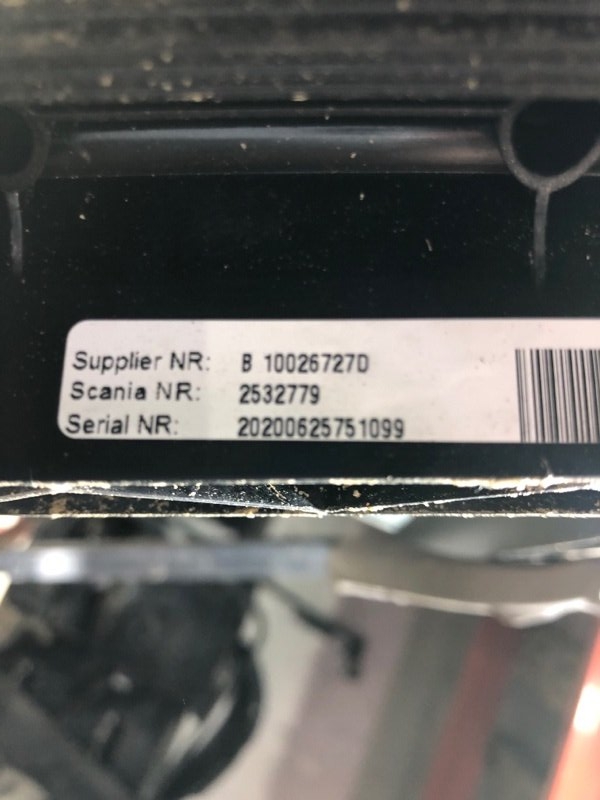 Supplier NR: B 10026727D
Scania NR: 2532779
Serial NR: 20200625751099